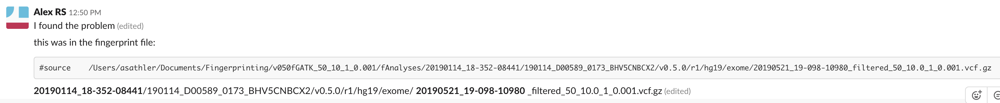 Alex RS 12:50 PM
I found the problem (edited)
this was in the fingerprint file:
#source    /Users/asathler/Documents/Fingerprinting/v050fGATK_50_10_1_0.001/fAnalyses/20190114_18-352-08441/190114_D00589_0173_BHV5CNBCX2/v0.5.0/r1/hg19/exome/20190521_19-098-10980_filtered_50_10.0_1_0.001.vcf.gz
20190114_18-352-08441/190114_D00589_0173_BHV5CNBCX2/v0.5.0/r1/hg19/exome/ 20190521_19-098-10980 _filtered_50_10.0_1_0.001.vcf.gz (edited)